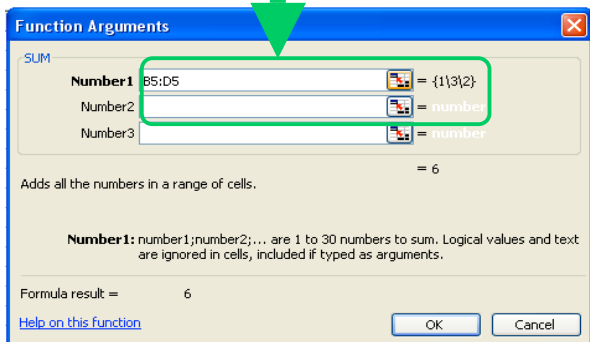 Function Arguments
SUM
Number1 B5:D5 = {1\3\2}
Number2 = number
Number3 = number
= 6
Adds all the numbers in a range of cells.
Number1: number1;number2;... are 1 to 30 numbers to sum. Logical values and text
are ignored in cells, included if typed as arguments.
Formula result = 6
Help on this function OK Cancel